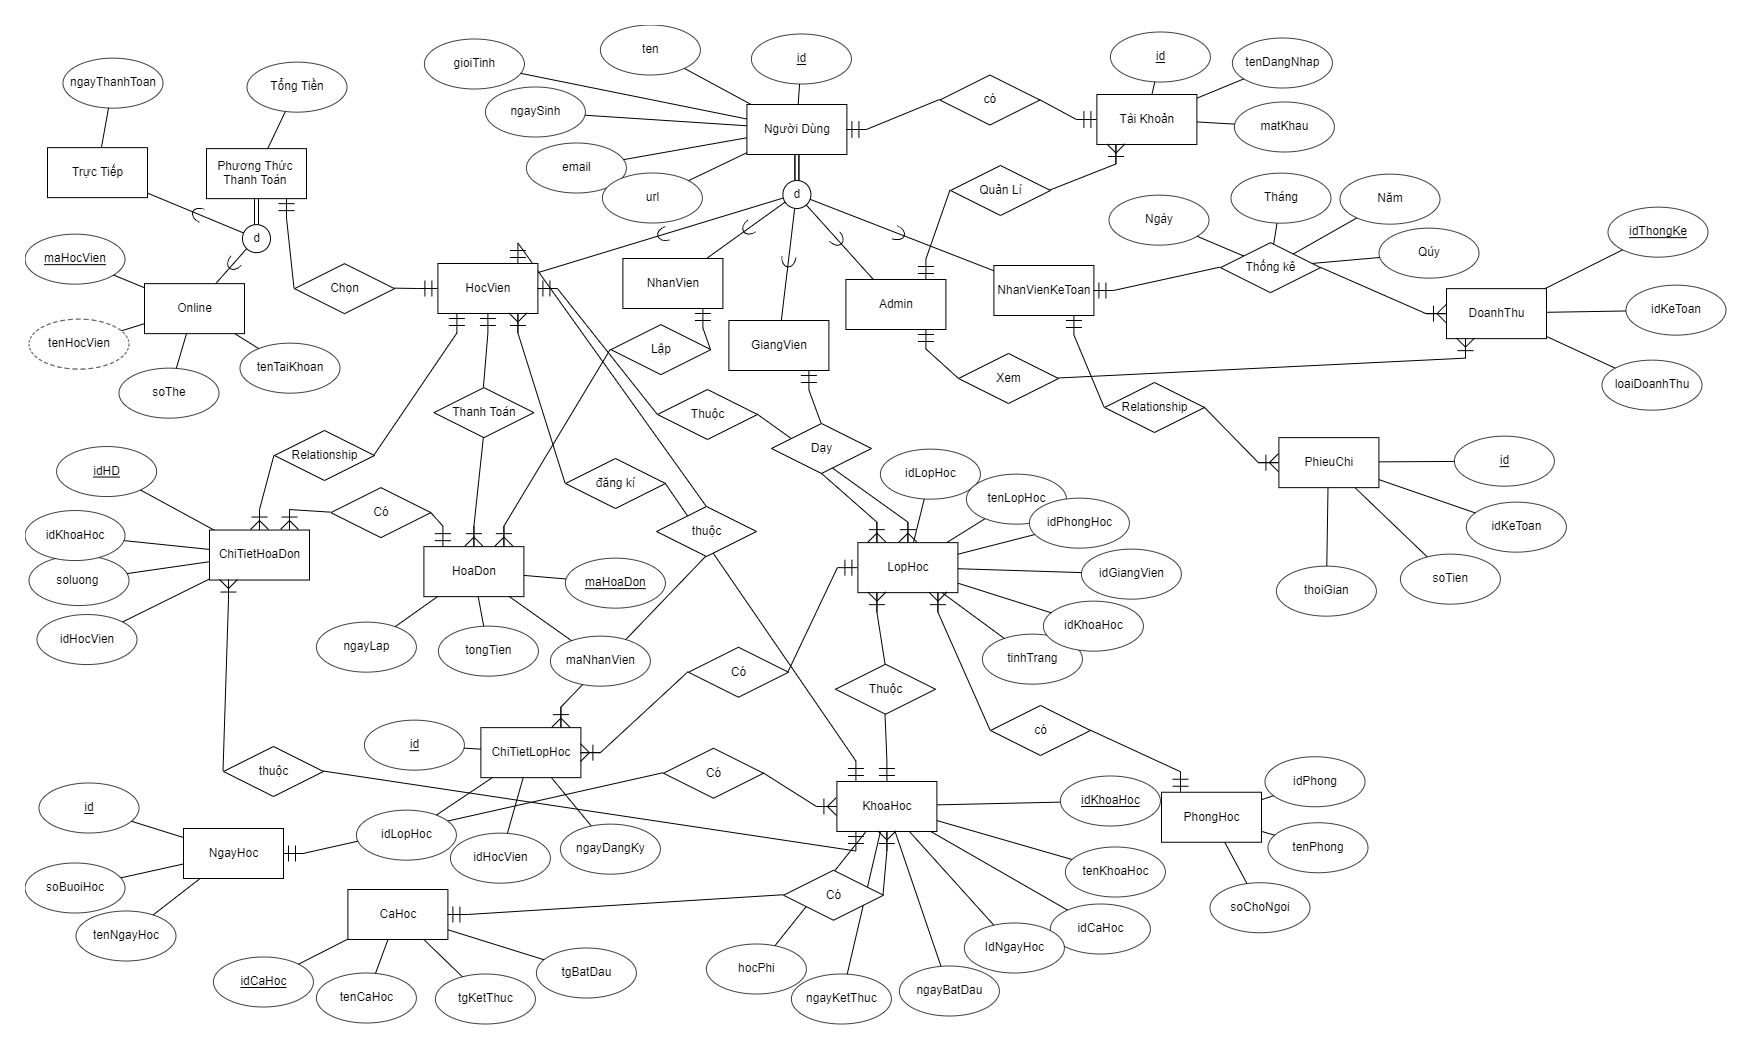 ten
id
id
tenDangNhap
gioiTinh
ngayThanhToan
Tổng Tiền
có
ngaySinh
Người Dùng
Tài Khoản
matKhau
email
Trực Tiếp
Phương Thức
Thanh Toán
url
d
Quản Lí
Tháng
Năm
Ngày
idThongKe
d
Qúy
maHocVien
Thống kê
Chọn
HocVien
NhanVien
Admin
NhanVienKeToan
Online
DoanhThu
idKeToan
tenHocVien
Lập
GiangVien
tenTaiKhoan
Xem
loaiDoanhThu
soThe
Thanh Toán
Thuộc
Relationship
Dạy
Relationship
PhieuChi
id
idHD
idLopHoc
đăng kí
tenLopHoc
Có
idPhongHoc
idKeToan
idKhoaHoc
thuộc
ChiTietHoaDon
HoaDon
LopHoc
idGiangVien
soluong
maHoaDon
thoiGian
soTien
idKhoaHoc
idHocVien
ngayLap
tongTien
maNhanVien
tinhTrang
Có
Thuộc
có
id
ChiTietLopHoc
thuộc
Có
idPhong
id
KhoaHoc
idKhoaHoc
PhongHoc
idLopHoc
tenPhong
NgayHoc
ngayDangKy
idHocVien
tenKhoaHoc
soBuoiHoc
Có
soChoNgoi
CaHoc
idCaHoc
tenNgayHoc
IdNgayHoc
hocPhi
tgBatDau
idCaHoc
ngayBatDau
tenCaHoc
tgKetThuc
ngayKetThuc